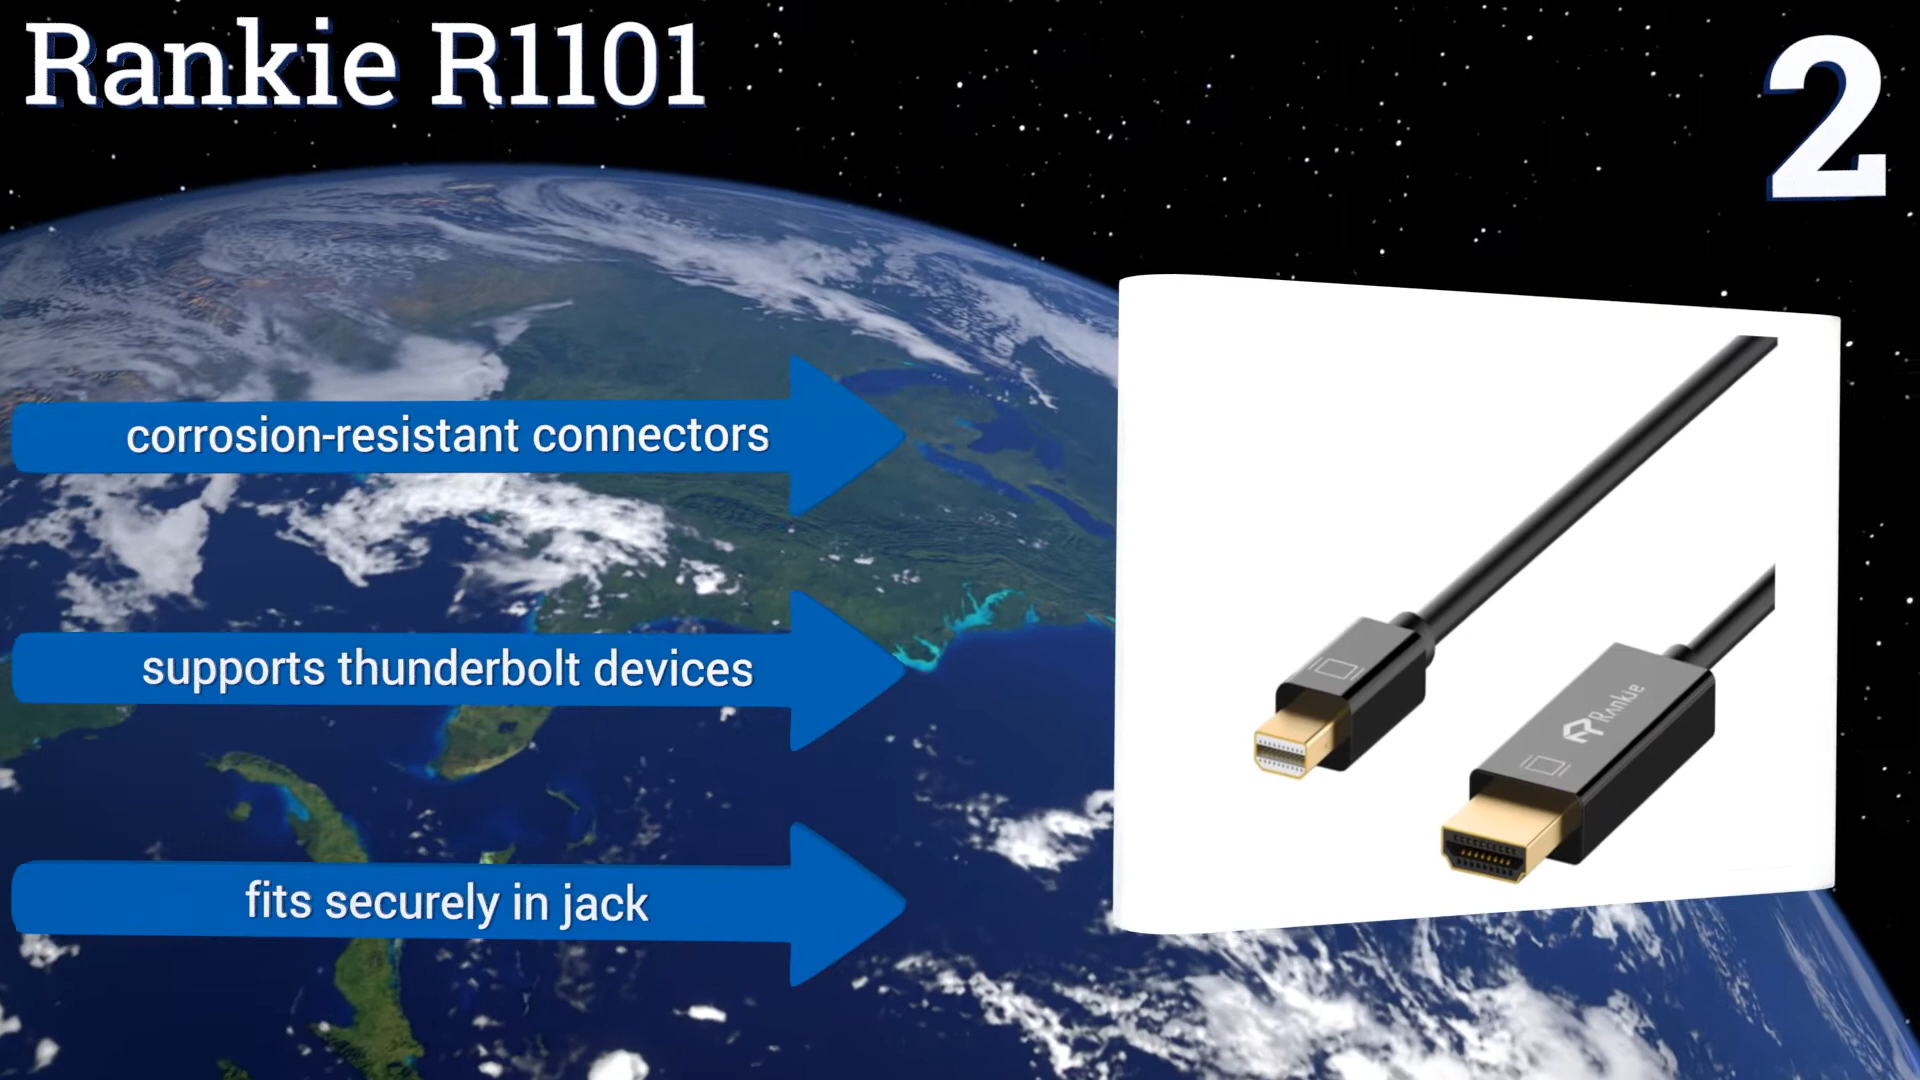 Rankie R1101
2
corrosion-resistant connectors
supports thunderbolt devices
fits securely in jack
Rankie